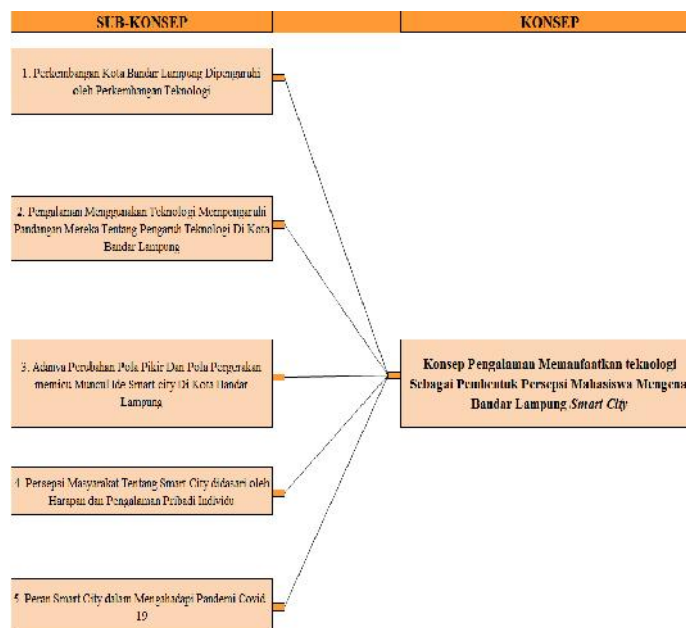 SUB-KONSEP
KONSEP
1. Perkembangan Kota Bandar Lampung Dipengaruhi
oleh Perkembangan Teknologi
2. Pengalaman Menggunakan Teknologi Mempengaruhi
Pandangan Mereka Tentang Pengaruh Teknologi Di Kota
Bandar Lampung
3. Adanya Perubahan Pola Pikir Dan Pola Pergerakan
memicu Muncul Ide Smart city Di Kota Bandar
Lampung
4. Persepsai Masyarakat Tentang Smart City didasari oleh
Harapan dan Pengalaman Pribadi Individu
5. Peran Smart City dalam Mengahadapi Pandemi Covid
19
Konsep Pengalaman Memanfaatkan teknologi
Sebagai Pembentuk Persepsi Mahasiswa Mengena
Bandar Lampung Smart City